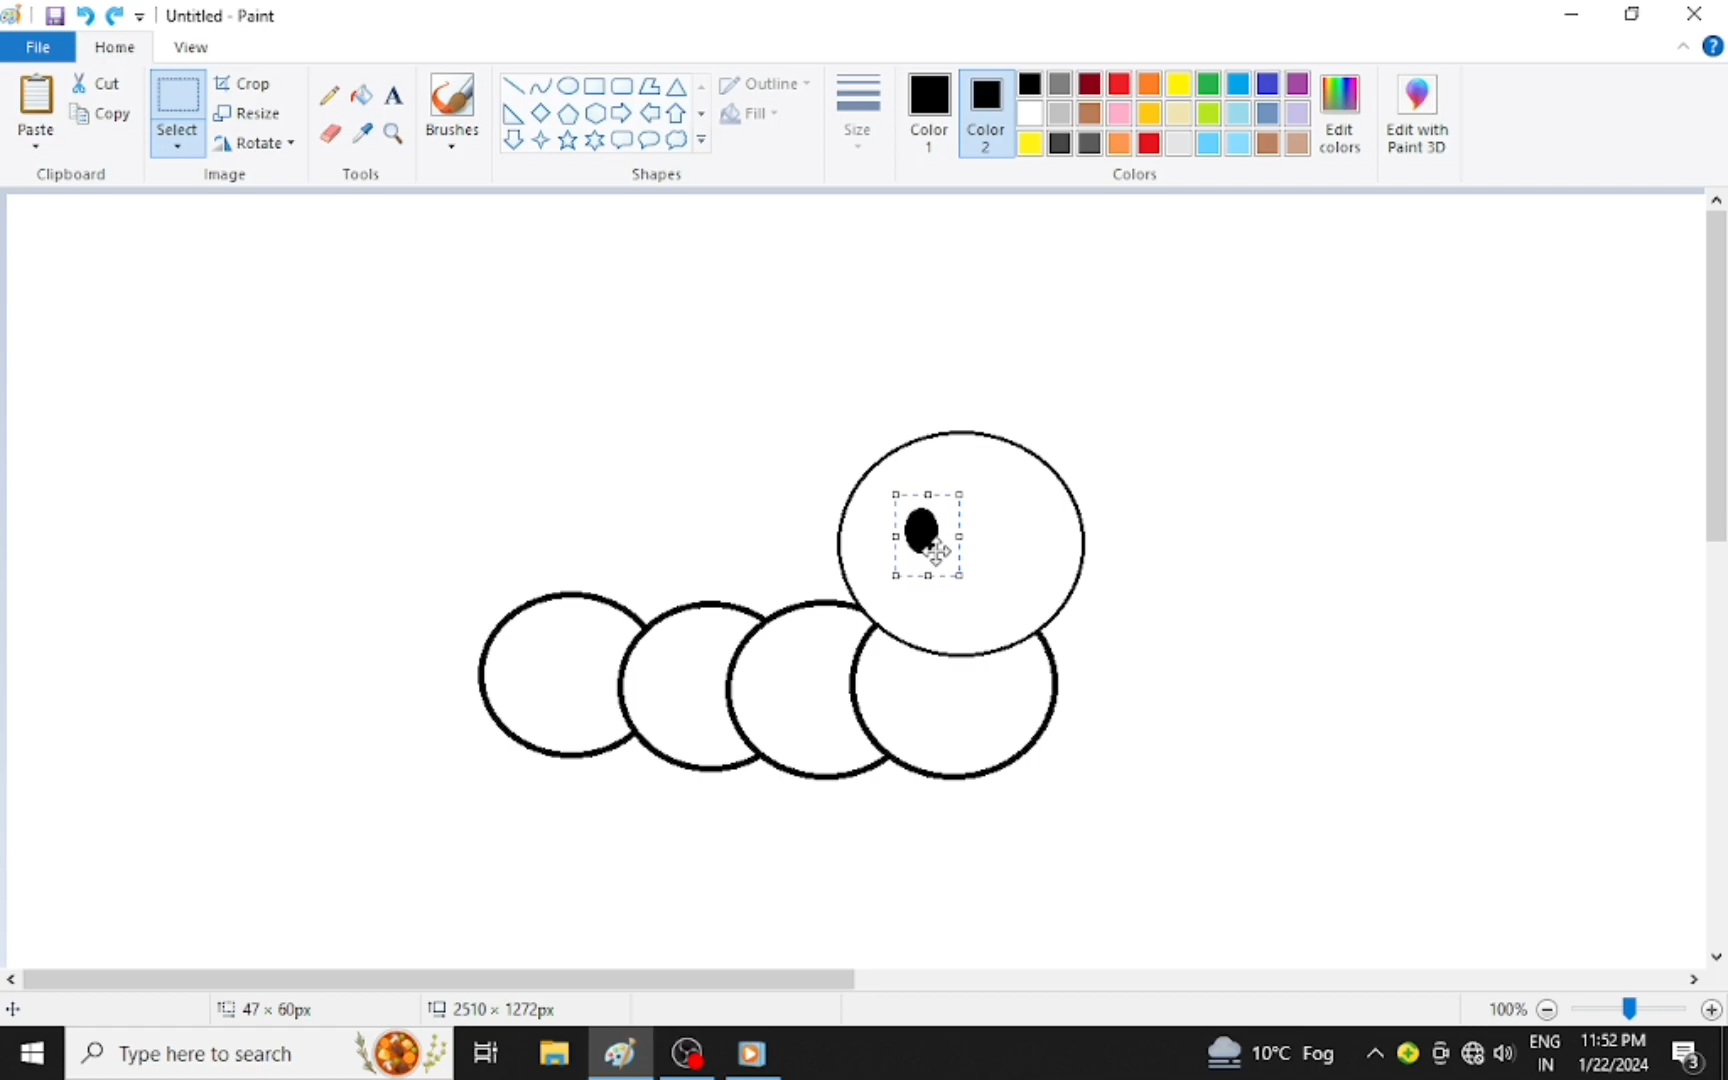 Untitled - Paint
File
Home
View
Paste
Cut
Copy
Clipboard
Select
Crop
Resize
Rotate
Image
A
Tools
Brushes
Shapes
Outline
Fill
Size
Color 1
Color 2
Edit colors
Colors
Edit with Paint 3D
47 × 60px
2510 × 1272px
100%
Type here to search
10°C Fog
ENG
IN
11:52 PM
1/22/2024
3